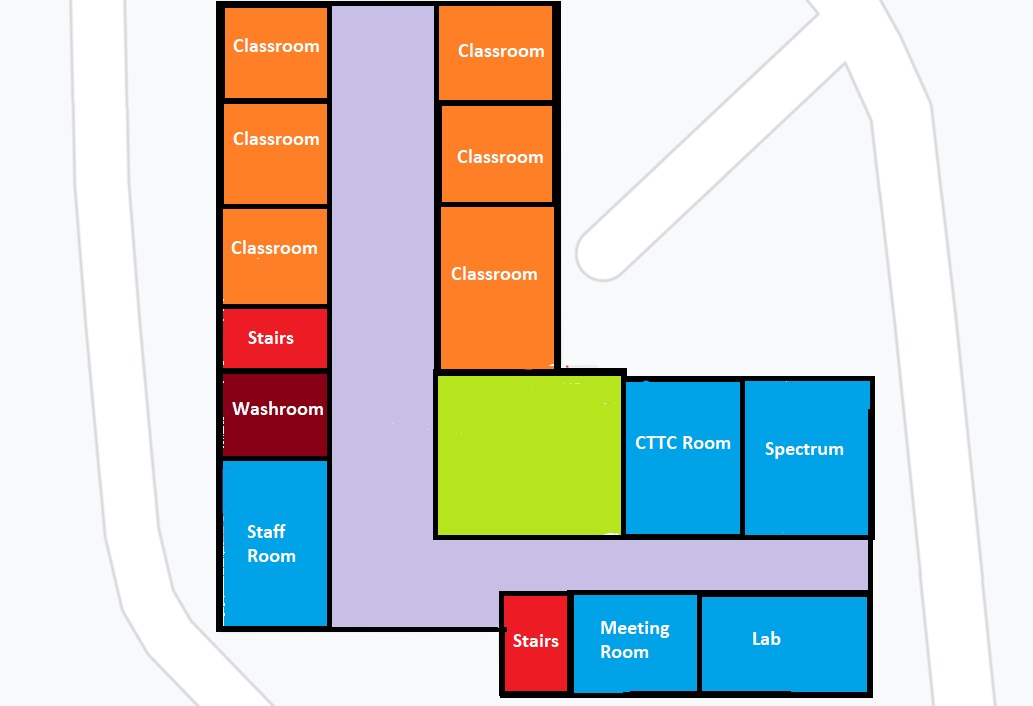 Classroom
Classroom
Classroom
Classroom
Classroom
Classroom
Stairs
Washroom
CTTC Room
Spectrum
Staff
Room
Stairs
Meeting
Room
Lab